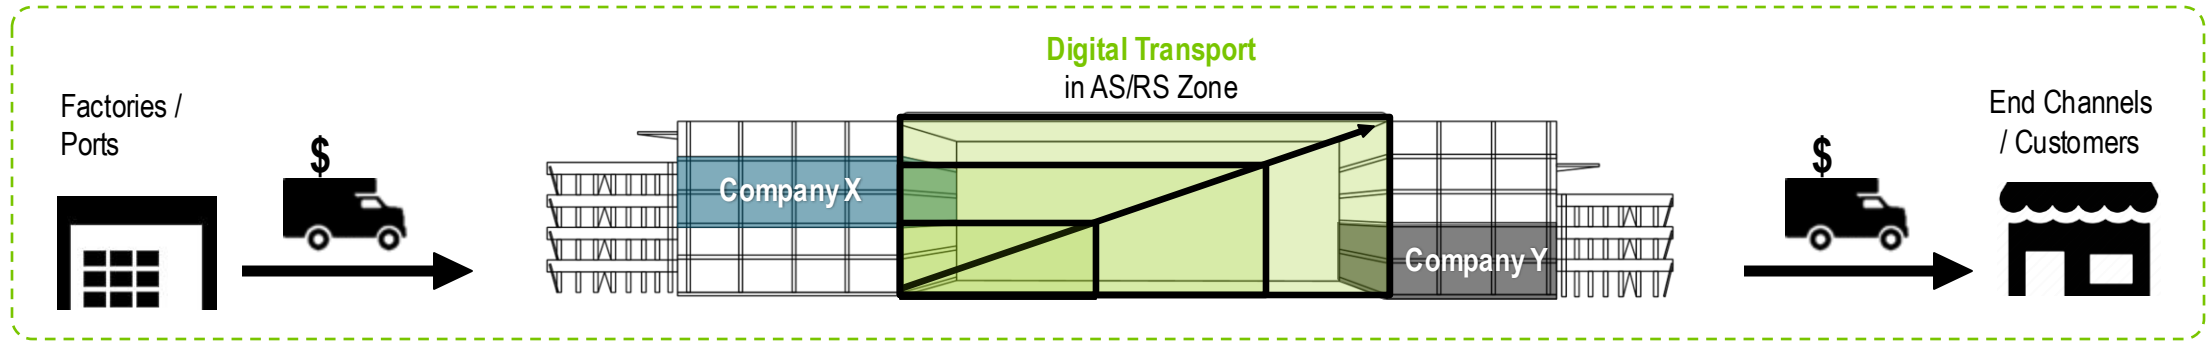 Factories /
Ports
$
Digital Transport
in AS/RS Zone
Company X
Company Y
$
End Channels
/ Customers